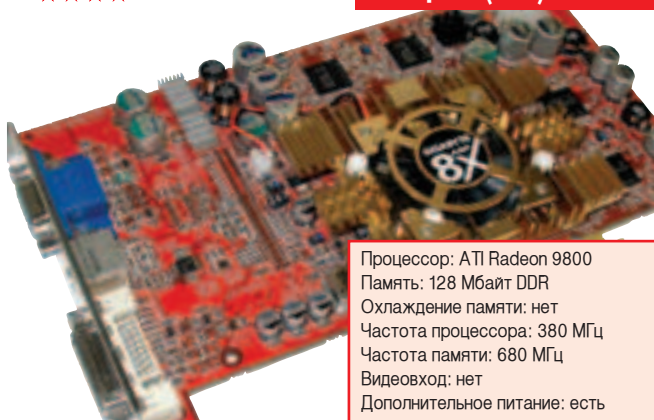 8X
Процессор: ATI Radeon 9800
Память: 128 Мбайт DDR
Охлаждение памяти: нет
Частота процессора: 380 МГц
Частота памяти: 680 МГц
Видеовход: нет
Дополнительное питание: есть